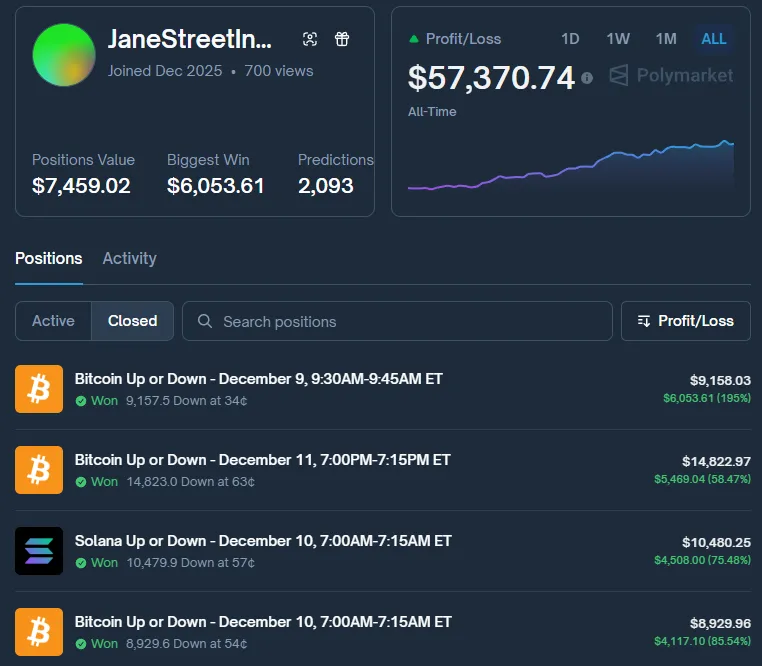 JaneStreetIn...
Joined Dec 2025 • 700 views
Positions Value Biggest Win Predictions
$7,459.02 $6,053.61 2,093
Profit/Loss 1D 1W 1M ALL
$57,370.74 Polymarket
All-Time
Positions Activity
Active Closed Search positions Profit/Loss
Bitcoin Up or Down - December 9, 9:30AM-9:45AM ET $9,158.03
Won 9,157.5 Down at 34¢ $6,053.61 (195%)
Bitcoin Up or Down - December 11, 7:00PM-7:15PM ET $14,822.97
Won 14,823.0 Down at 63¢ $5,469.04 (58.47%)
Solana Up or Down - December 10, 7:00AM-7:15AM ET $10,480.25
Won 10,479.9 Down at 57¢ $4,508.00 (75.48%)
Bitcoin Up or Down - December 10, 7:00AM-7:15AM ET $8,929.96
Won 8,929.6 Down at 54¢ $4,117.10 (85.54%)